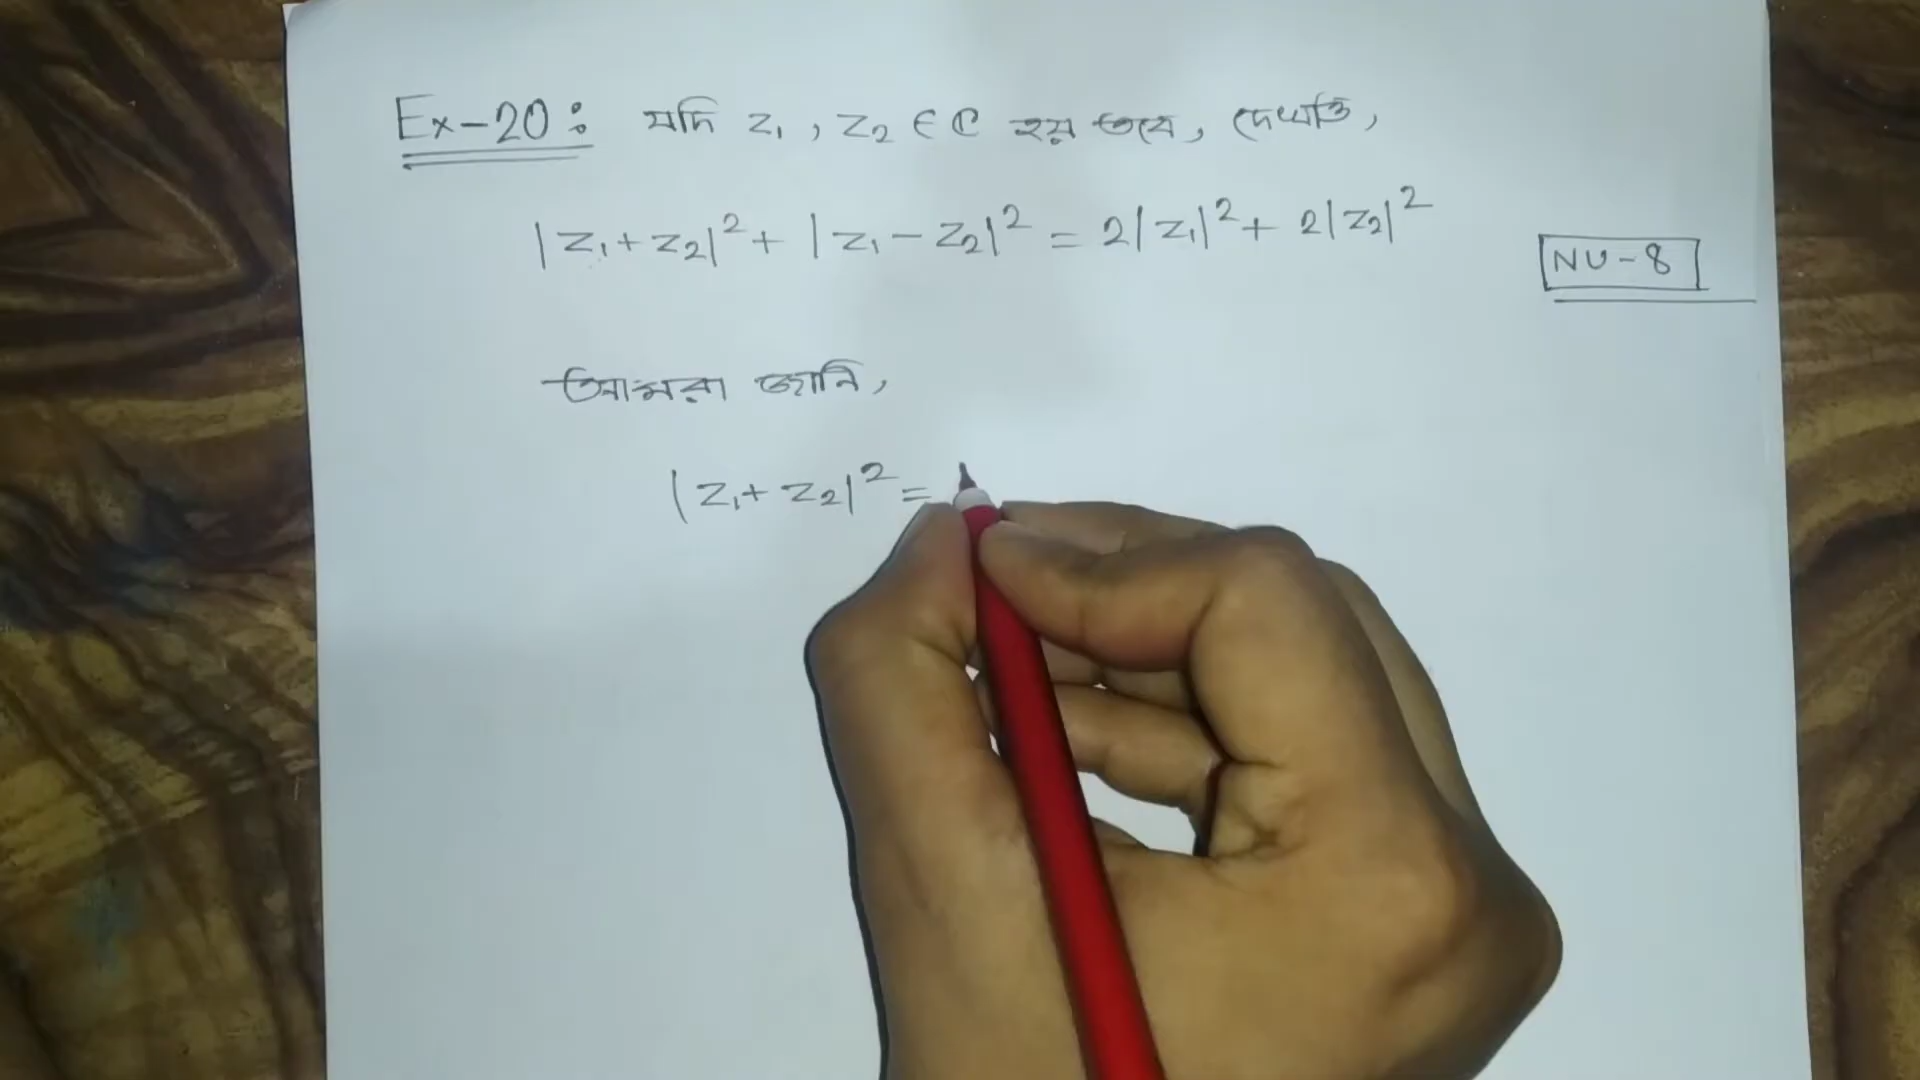 Ex-20: যদি z₁, z₂ ∈ ℂ হয় তবে, দেখাও,
|z₁+z₂|²+ |z₁-z₂|² = 2|z₁|²+ 2|z₂|²
NU-8
আমরা জানি,
|z₁+z₂|² =